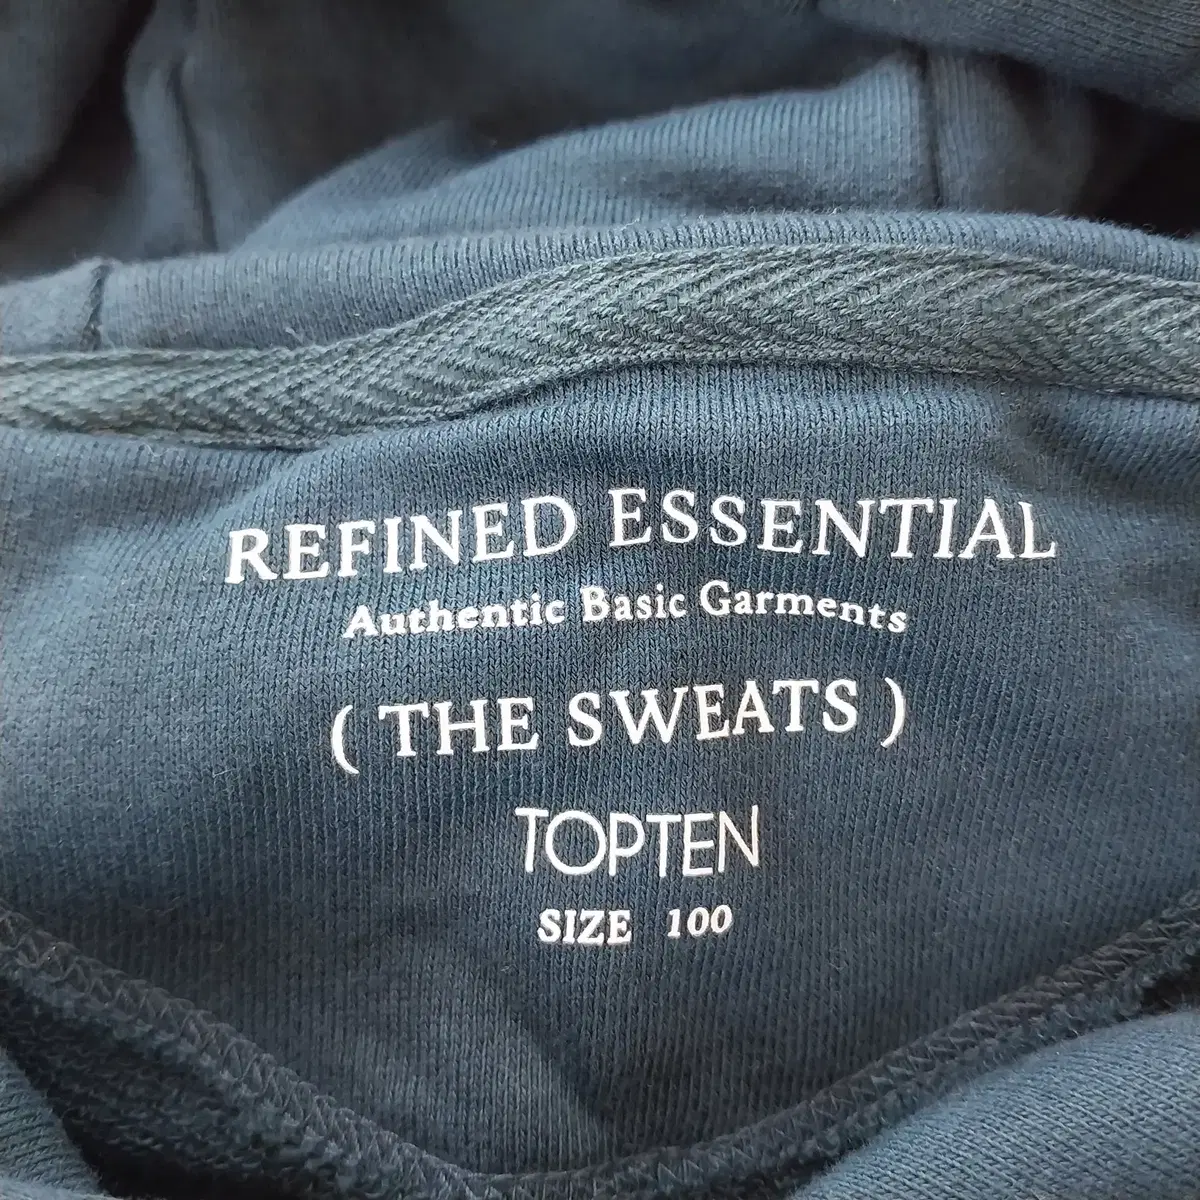 REFINED ESSENTIAL
Authentic Basic Garments
( THE SWEATS )
TOPTEN
SIZE 100